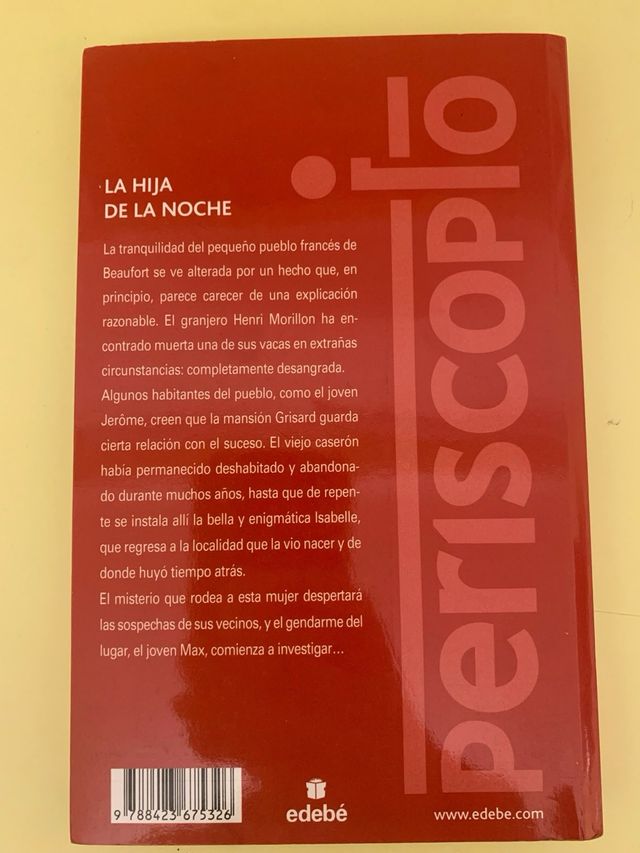 LA HIJA
DE LA NOCHE
La tranquilidad del pequeño pueblo francés de
Beaufort se ve alterada por un hecho que, en
principio, parece carecer de una explicación
razonable. El granjero Henri Morillon ha en-
contrado muerta una de sus vacas en extrañas
circunstancias: completamente desangrada.
Algunos habitantes del pueblo, como el joven
Jerôme, creen que la mansión Grisard guarda
cierta relación con el suceso. El viejo caserón
había permanecido deshabitado y abandona-
do durante muchos años, hasta que de repen-
te se instala allí la bella y enigmática Isabelle,
que regresa a la localidad que la vio nacer y de
donde huyó tiempo atrás.
El misterio que rodea a esta mujer despertará
las sospechas de sus vecinos, y el gendarme del
lugar, el joven Max, comienza a investigar...
periscopio
9 788423 675326
edebé
www.edebe.com